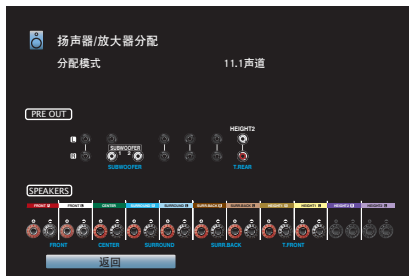 扬声器/放大器分配
分配模式 11.1声道
PRE OUT
HEIGHT2
L
SUBWOOFER
R 1 2
SUBWOOFER T.REAR
SPEAKERS
FRONT CENTER SURROUND SURR.BACK T.FRONT
返回